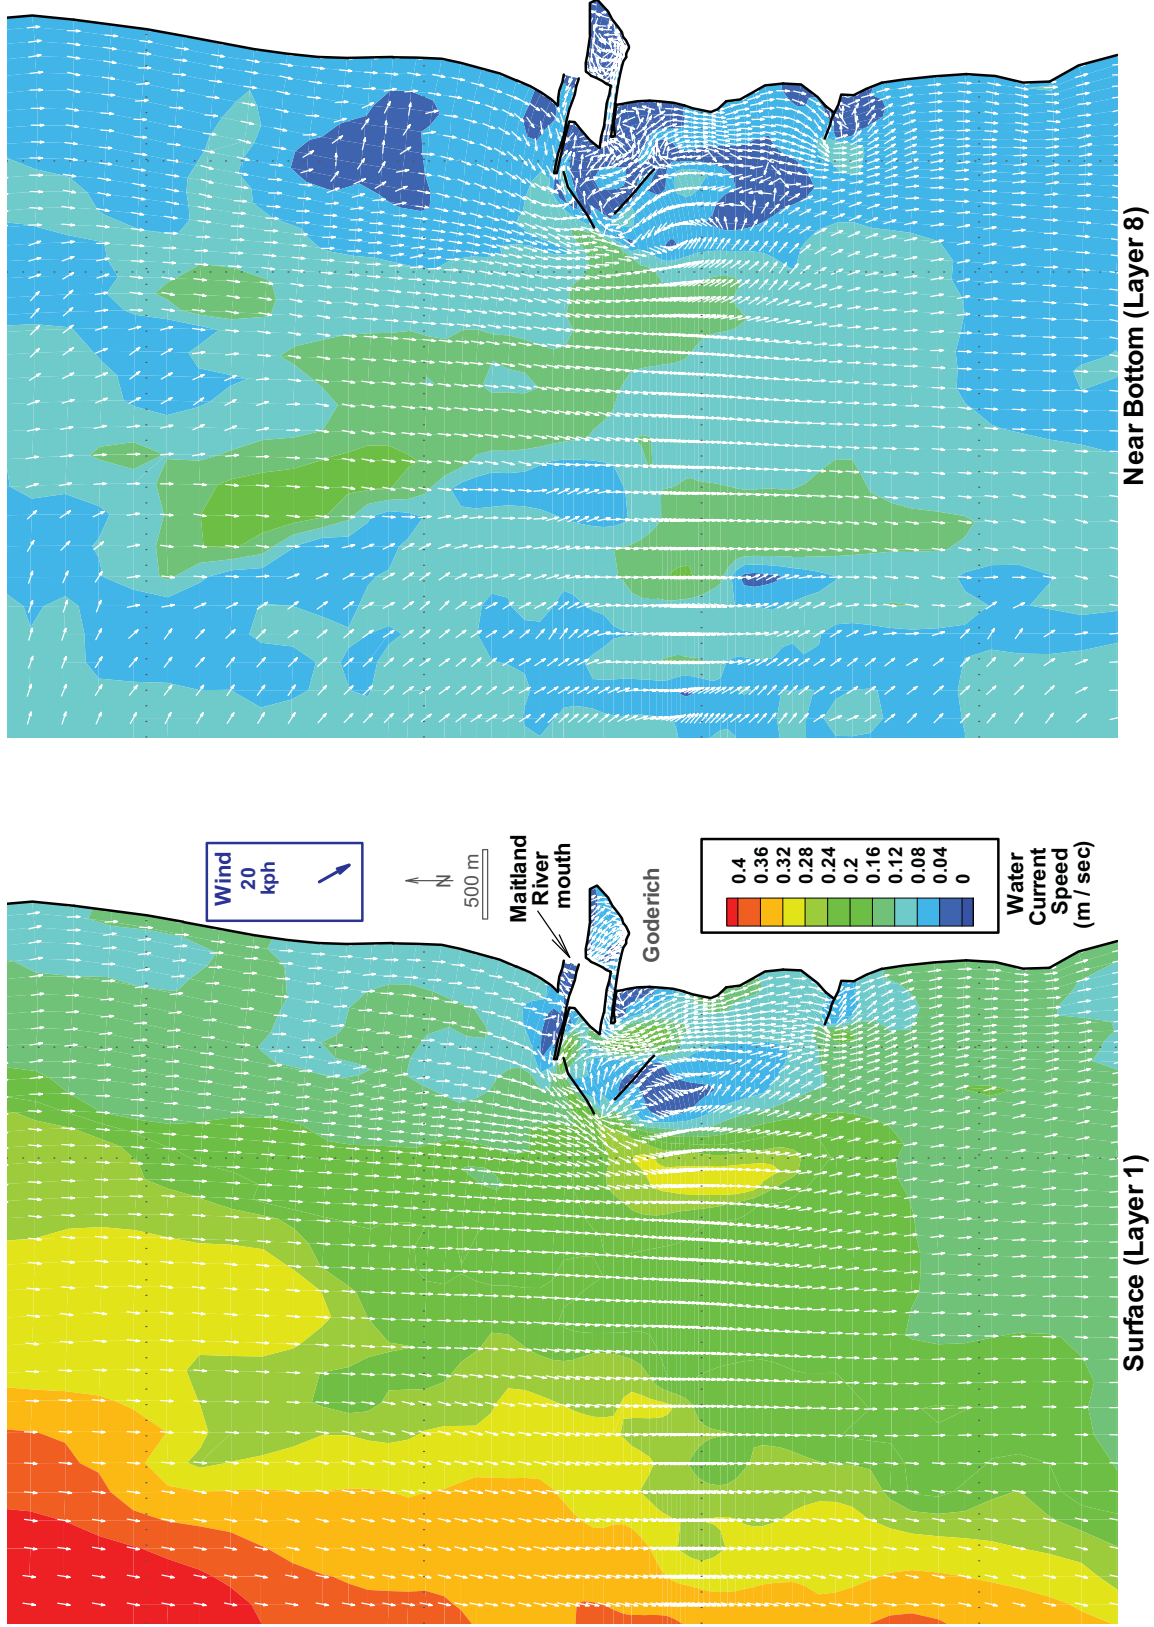 Near Bottom (Layer 8)
Wind
20
kph
N
500 m
Maitland
River
mouth
Goderich
0.4
0.36
0.32
0.28
0.24
0.2
0.16
0.12
0.08
0.04
0
Water
Current
Speed
(m / sec)
Surface (Layer 1)